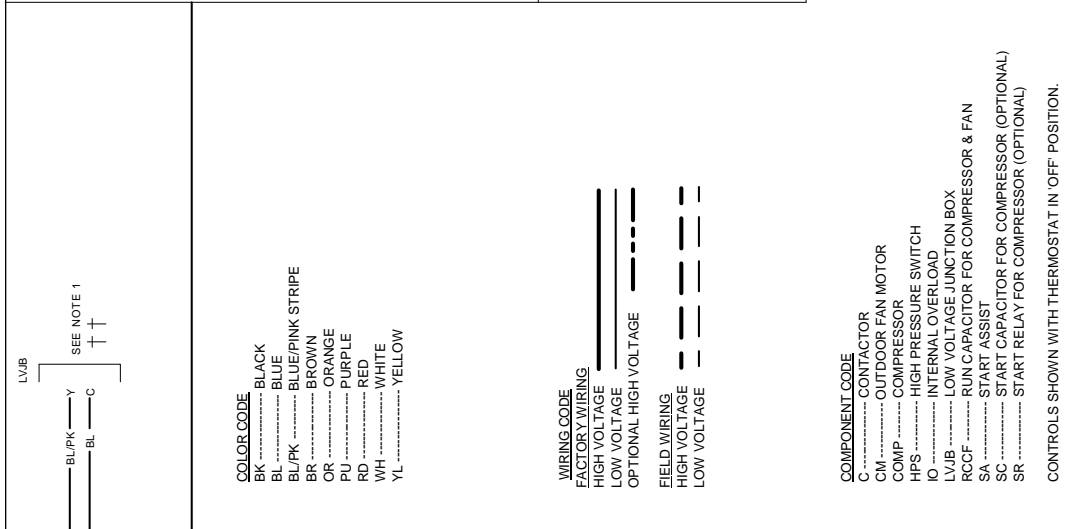 LVJB
SEE NOTE 1
BL/PK Y
BL C
COLOR CODE
BK ---------- BLACK
BL ---------- BLUE
BL/PK ---------- BLUE/PINK STRIPE
BR ---------- BROWN
OR ---------- ORANGE
PU ---------- PURPLE
RD ---------- RED
WH ---------- WHITE
YL ---------- YELLOW
WIRING CODE
FACTORY WIRING
HIGH VOLTAGE
LOW VOLTAGE
OPTIONAL HIGH VOLTAGE
FIELD WIRING
HIGH VOLTAGE
LOW VOLTAGE
COMPONENT CODE
C ---------- CONTACTOR
CM ---------- OUTDOOR FAN MOTOR
COMP ---------- COMPRESSOR
HPS ---------- HIGH PRESSURE SWITCH
IO ---------- INTERNAL OVERLOAD
LVJB ---------- LOW VOLTAGE JUNCTION BOX
RCCF ---------- RUN CAPACITOR FOR COMPRESSOR & FAN
SA ---------- START ASSIST
SC ---------- START CAPACITOR FOR COMPRESSOR (OPTIONAL)
SR ---------- START RELAY FOR COMPRESSOR (OPTIONAL)
CONTROLS SHOWN WITH THERMOSTAT IN 'OFF' POSITION.